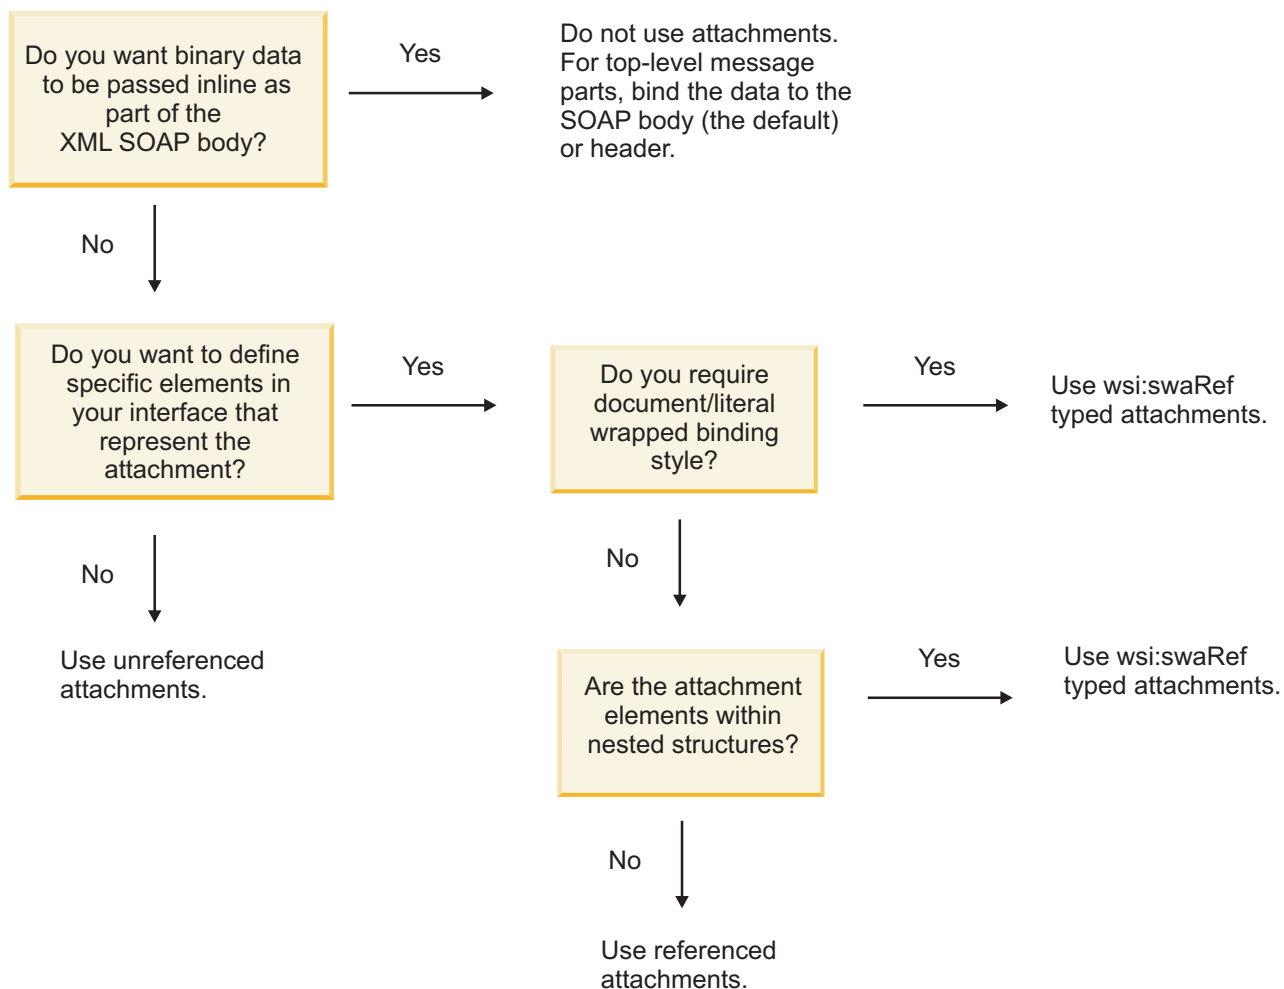 Do you want binary data
to be passed inline as
part of the
XML SOAP body?
Yes
Do not use attachments.
For top-level message
parts, bind the data to the
SOAP body (the default)
or header.
No
Do you want to define
specific elements in
your interface that
represent the
attachment?
Yes
Do you require
document/literal
wrapped binding
style?
Yes
Use wsi:swaRef
typed attachments.
No
No
Use unreferenced
attachments.
Are the attachment
elements within
nested structures?
Yes
Use wsi:swaRef
typed attachments.
No
Use referenced
attachments.